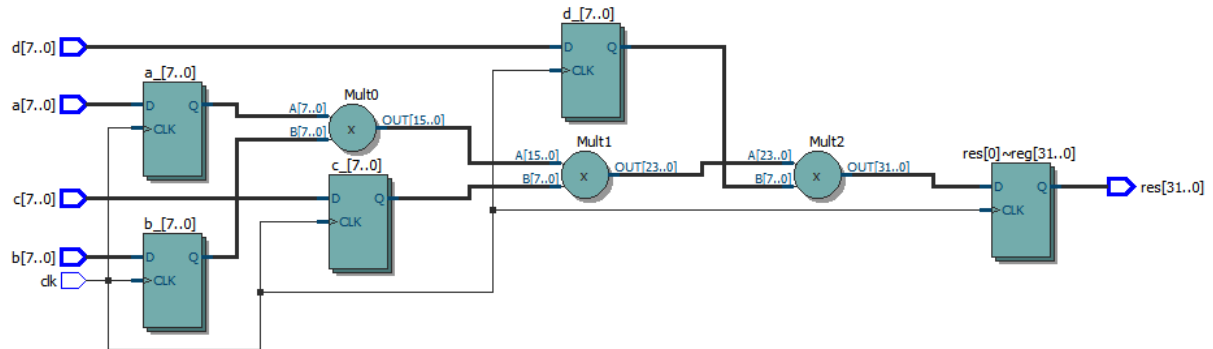 d_[7..0]
d[7..0]
D Q
CLK
a_[7..0]
a[7..0]
D Q
CLK
Mult0
A[7..0]
B[7..0]
x
OUT[15..0]
c_[7..0]
c[7..0]
D Q
CLK
Mult1
A[15..0]
B[7..0]
x
OUT[23..0]
Mult2
A[23..0]
B[7..0]
x
OUT[31..0]
res[0]~reg[31..0]
D Q
CLK
res[31..0]
b_[7..0]
b[7..0]
D Q
clk
CLK